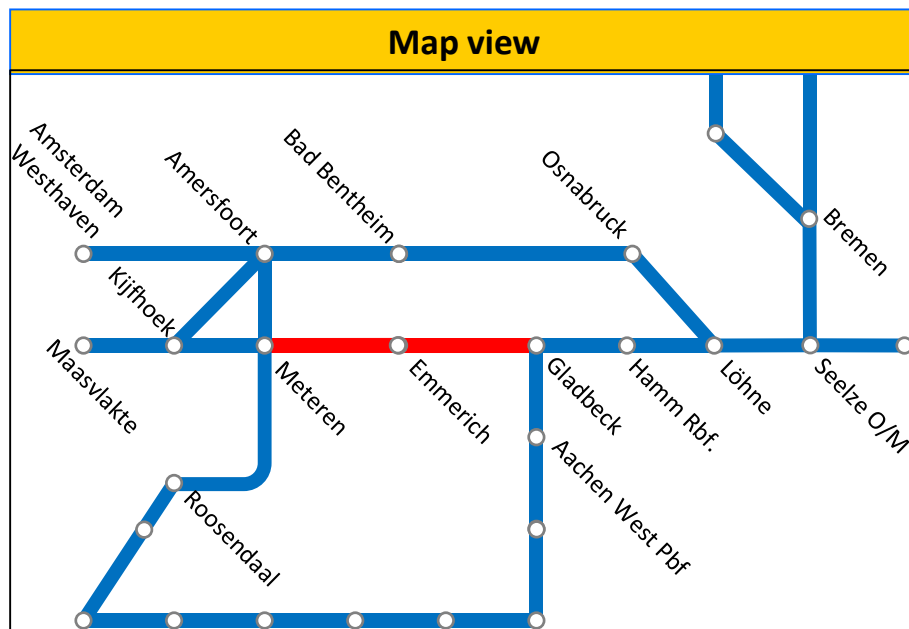 Map view
Amsterdam
Westhaven
Amersfoort
Bad Bentheim
Osnabruck
Bremen
Kijfhoek
Maasvlakte
Meteren
Emmerich
Gladbeck
Hamm Rbf.
Löhne
Seelze O/M
Aachen West Pbf
Roosendaal